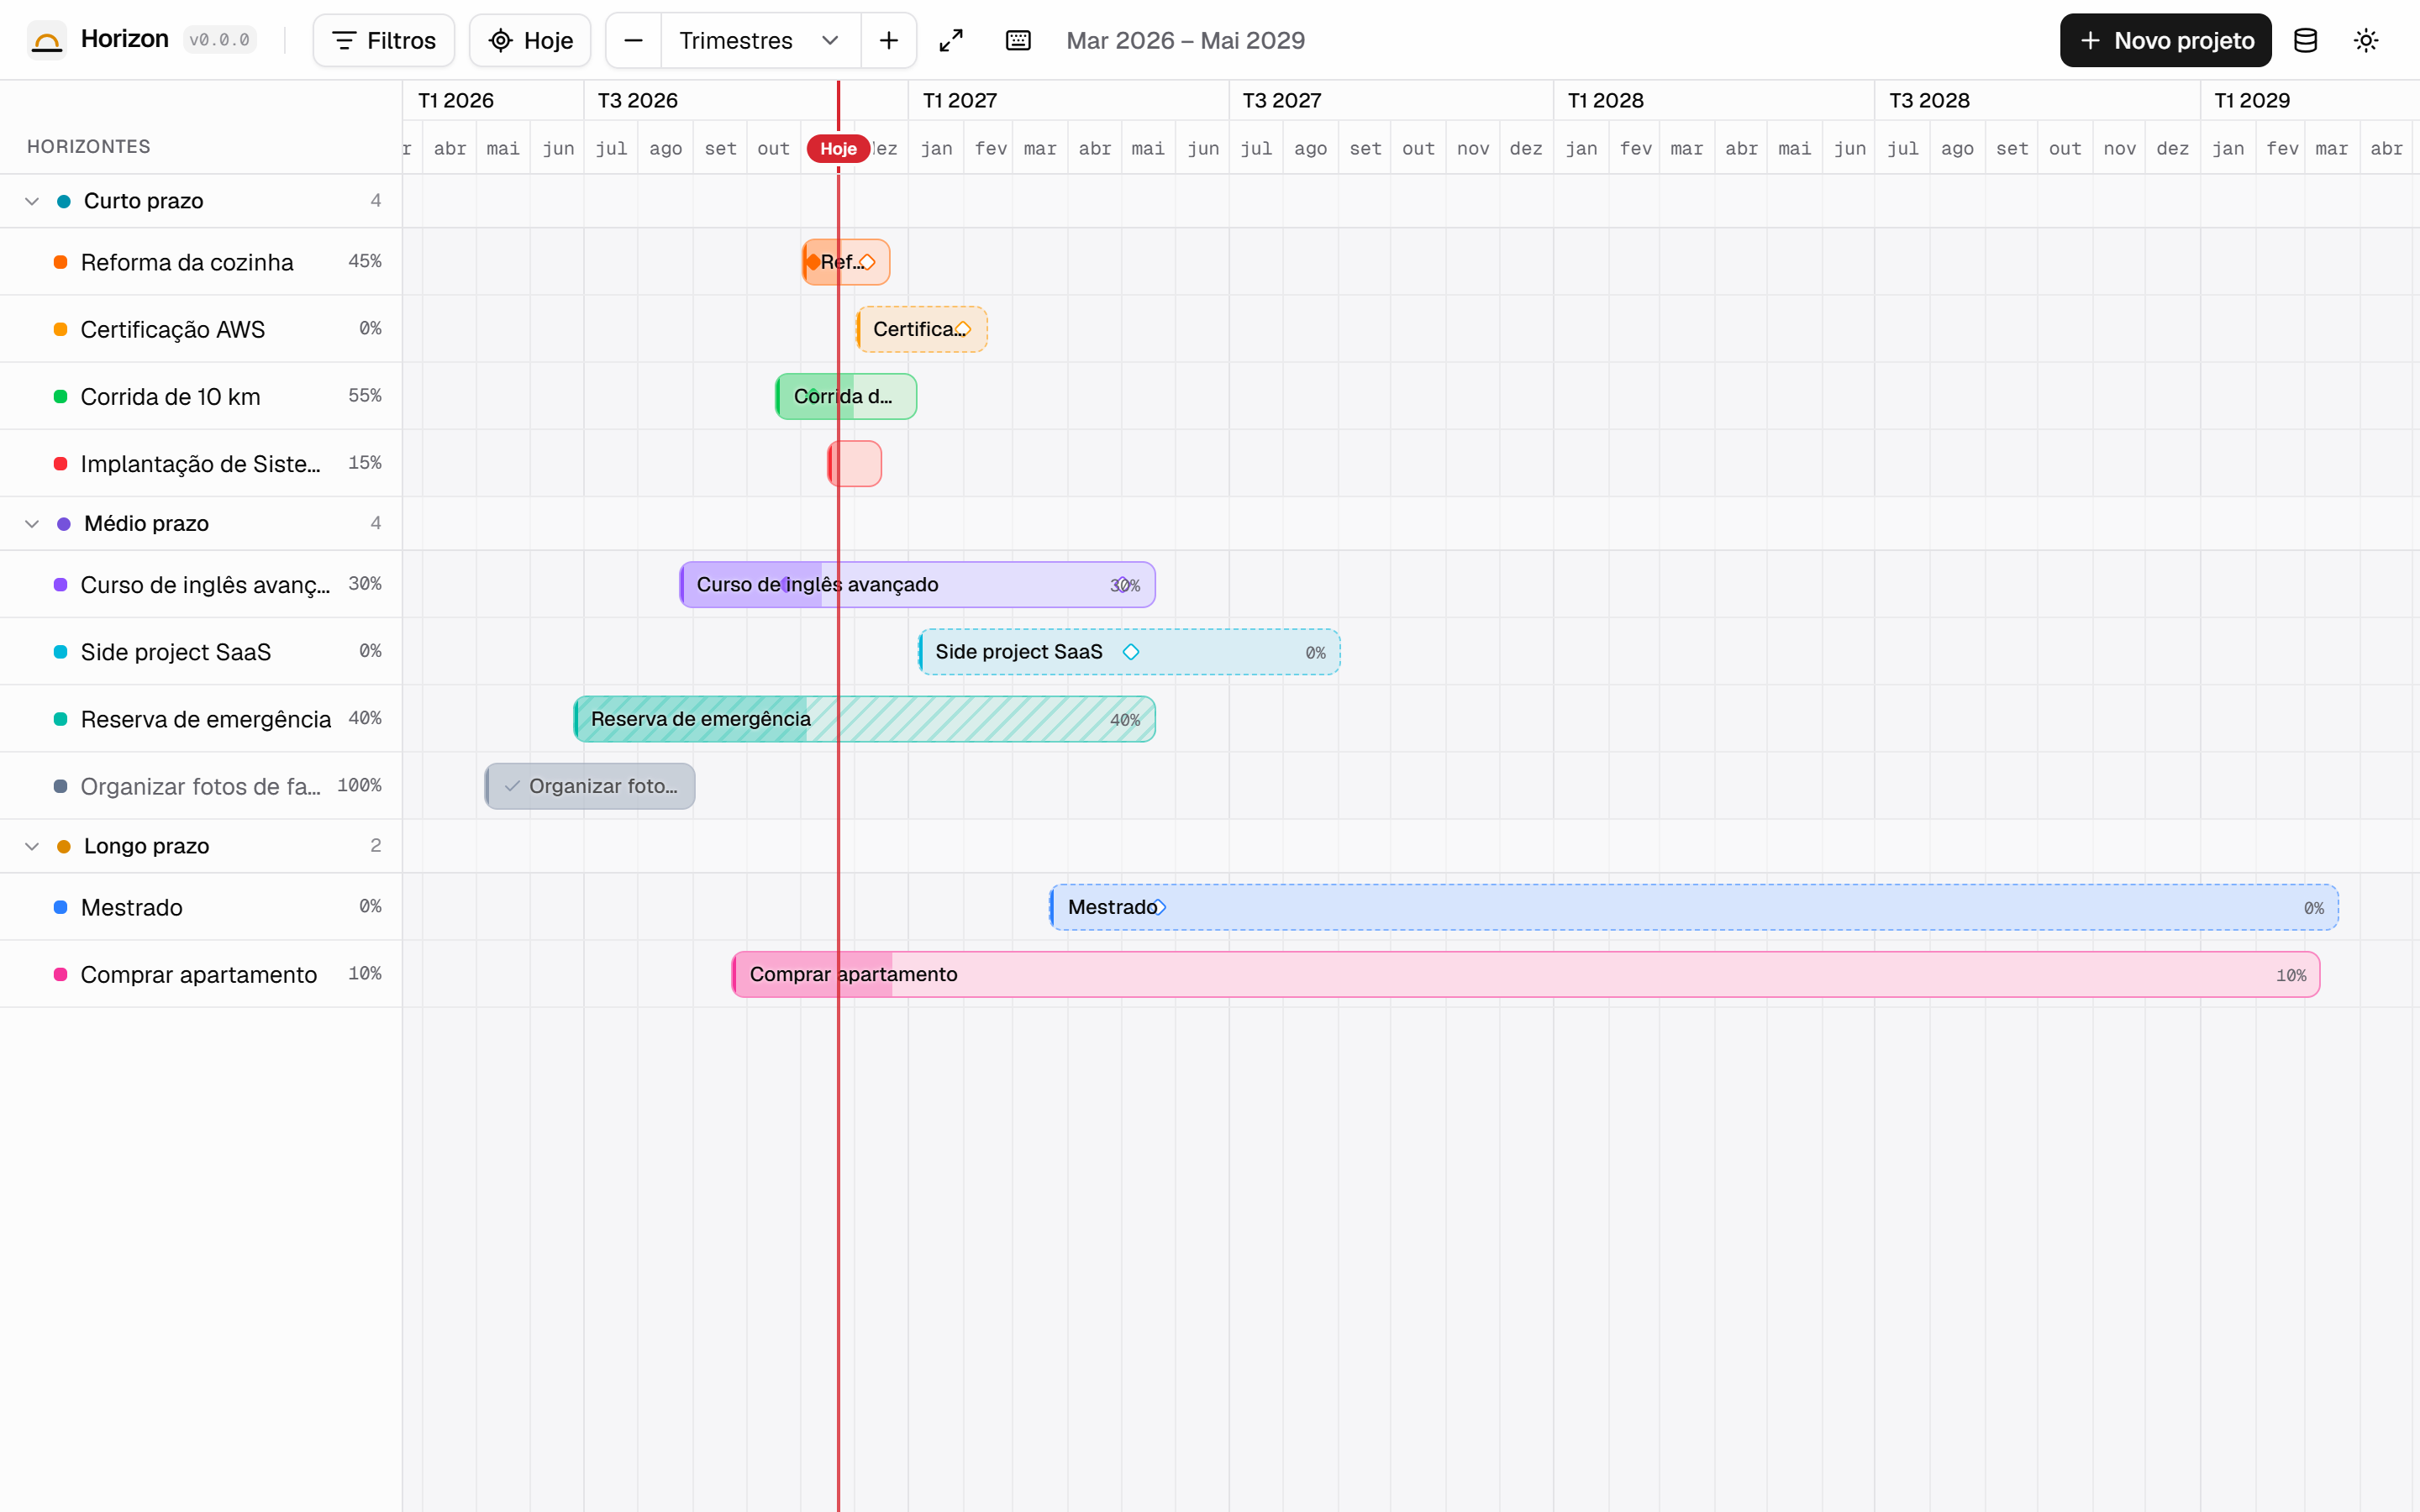 Horizon v0.0.0 Filtros Hoje Trimestres Mar 2026 – Mai 2029 Novo projeto
T1 2026 T3 2026 T1 2027 T3 2027 T1 2028 T3 2028 T1 2029
HORIZONTES
abr mai jun jul ago set out Hoje ez jan fev mar abr mai jun jul ago set out nov dez jan fev mar abr mai jun jul ago set out nov dez jan fev mar abr
Curto prazo 4
Reforma da cozinha 45% Ref...
Certificação AWS 0% Certifica...
Corrida de 10 km 55% Corrida d...
Implantação de Siste... 15%
Médio prazo 4
Curso de inglês avanç... 30% Curso de inglês avançado 30%
Side project SaaS 0% Side project SaaS 0%
Reserva de emergência 40% Reserva de emergência 40%
Organizar fotos de fa... 100% Organizar foto...
Longo prazo 2
Mestrado 0% Mestrado 0%
Comprar apartamento 10% Comprar apartamento 10%